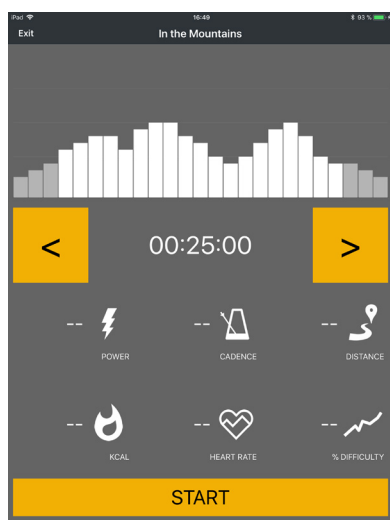 iPad 16:49 93 %
Exit In the Mountains
< 00:25:00 >
-- -- --
POWER CADENCE DISTANCE
-- -- --
KCAL HEART RATE % DIFFICULTY
START